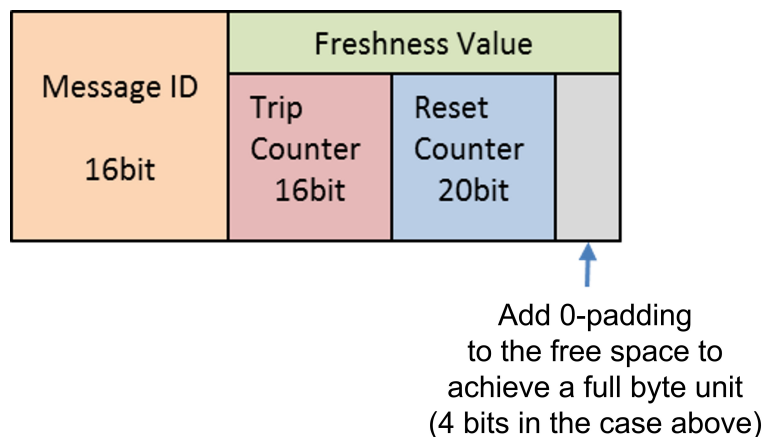 Message ID
16bit
Freshness Value
Trip
Counter
16bit
Reset
Counter
20bit
Add 0-padding
to the free space to
achieve a full byte unit
(4 bits in the case above)